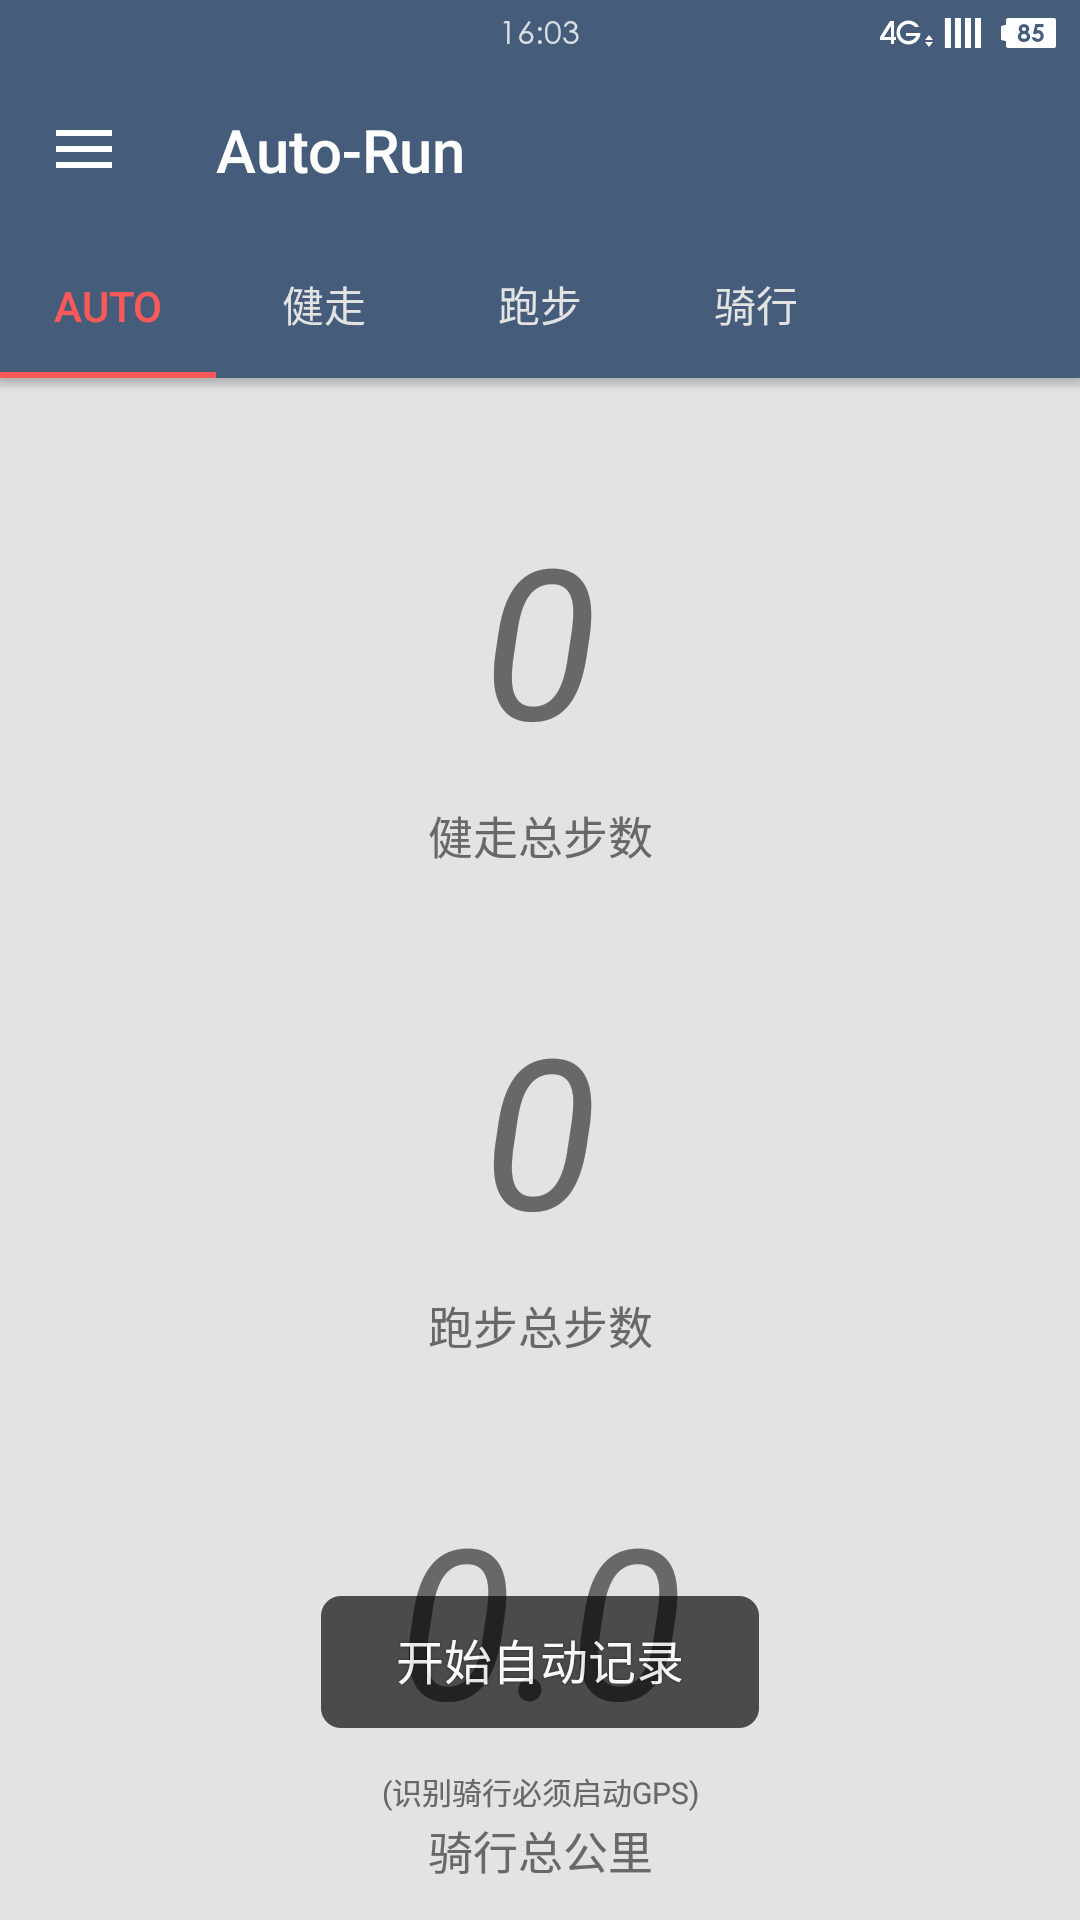 16:03 4G 85
Auto-Run
AUTO 健走 跑步 骑行
0
健走总步数
0
跑步总步数
0.0
开始自动记录
(识别骑行必须启动GPS)
骑行总公里